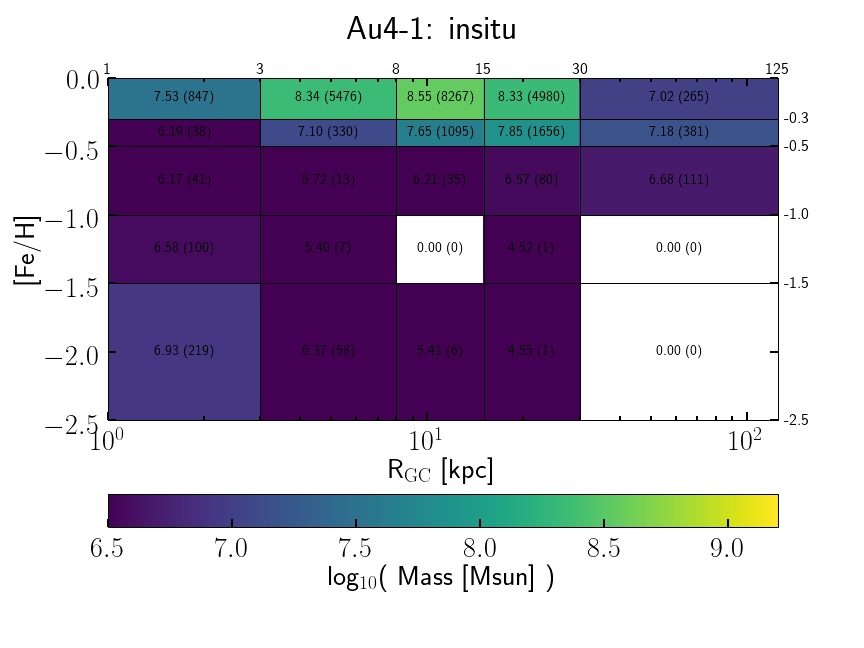 Au4-1: insitu
1 3 8 15 30 125
0.0 7.53 (847) 8.34 (5476) 8.55 (8267) 8.33 (4980) 7.02 (265)
-0.3
6.19 (38) 7.10 (330) 7.65 (1095) 7.85 (1656) 7.18 (381)
−0.5 -0.5
6.17 (41) 5.72 (13) 6.21 (35) 6.57 (80) 6.68 (111)
−1.0 -1.0
[Fe/H]
6.58 (100) 5.40 (7) 0.00 (0) 4.52 (1) 0.00 (0)
−1.5 -1.5
−2.0 6.93 (219) 6.37 (58) 5.41 (6) 4.55 (1) 0.00 (0)
−2.5 -2.5
10⁰ 10¹ 10²
R_GC [kpc]
6.5 7.0 7.5 8.0 8.5 9.0
log₁₀( Mass [Msun] )